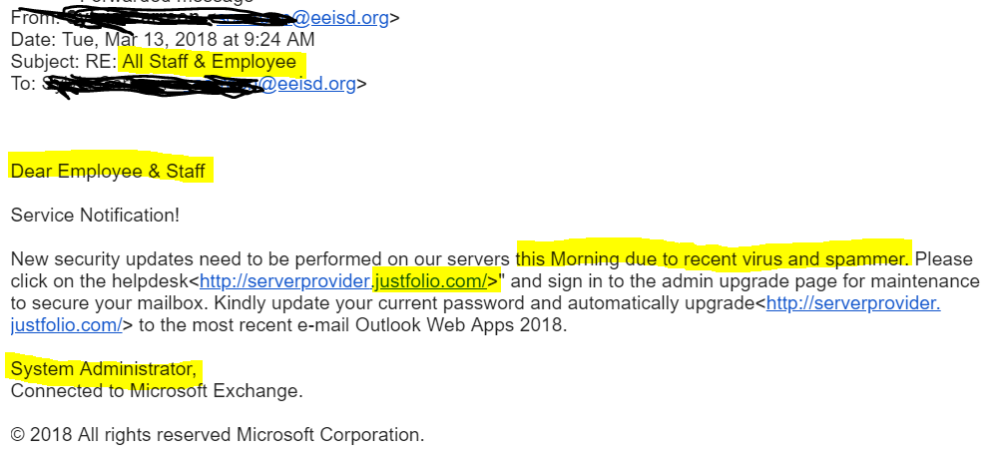 Forwarded message
From: @eeisd.org>
Date: Tue, Mar 13, 2018 at 9:24 AM
Subject: RE: All Staff & Employee
To: S @eeisd.org>
Dear Employee & Staff
Service Notification!
New security updates need to be performed on our servers this Morning due to recent virus and spammer. Please
click on the helpdesk<http://serverprovider.justfolio.com/>" and sign in to the admin upgrade page for maintenance
to secure your mailbox. Kindly update your current password and automatically upgrade<http://serverprovider.
justfolio.com/> to the most recent e-mail Outlook Web Apps 2018.
System Administrator,
Connected to Microsoft Exchange.
© 2018 All rights reserved Microsoft Corporation.